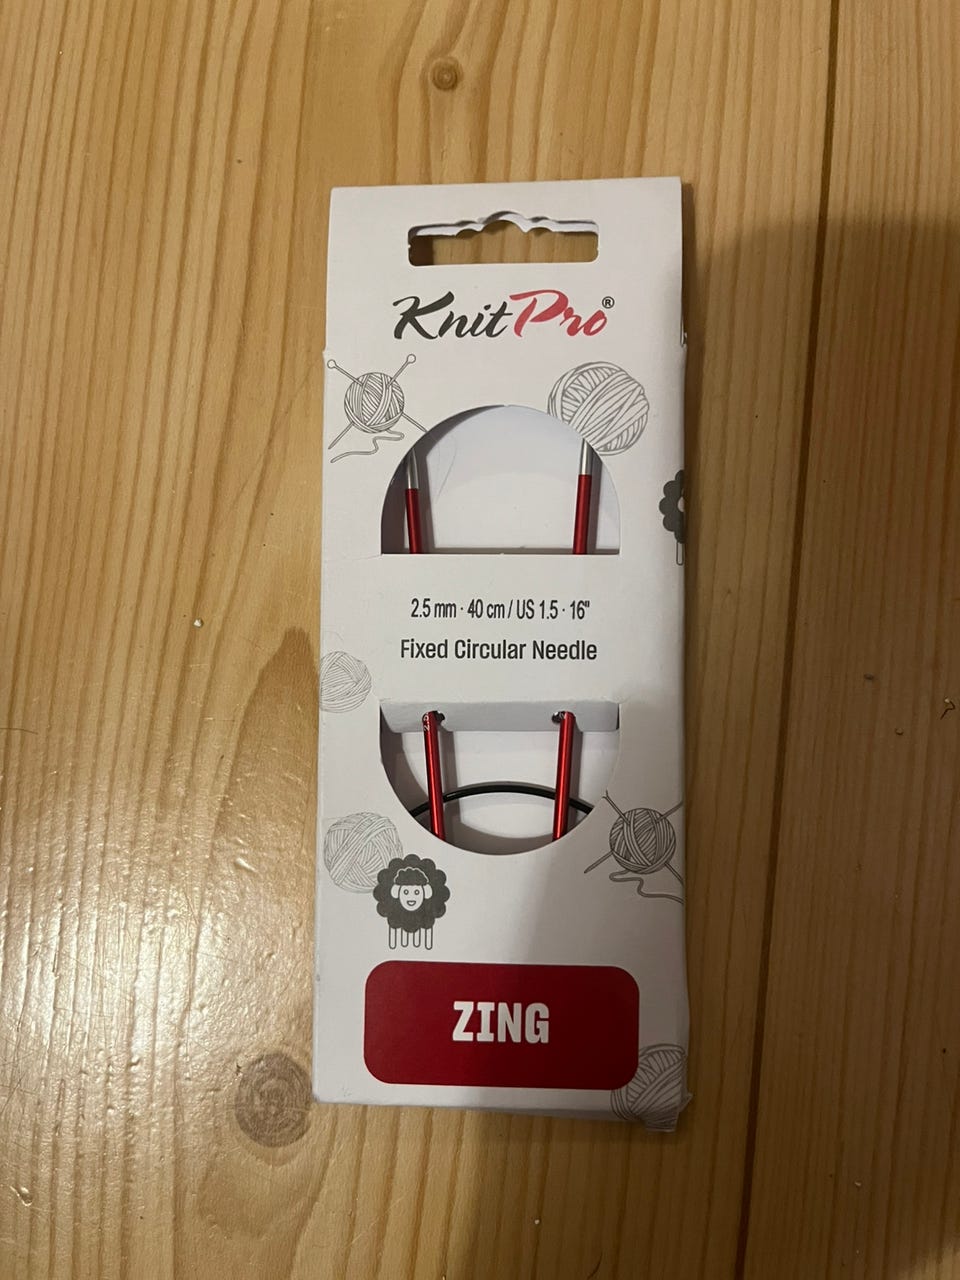 KnitPro®
2.5 mm · 40 cm / US 1.5 · 16"
Fixed Circular Needle
ZING